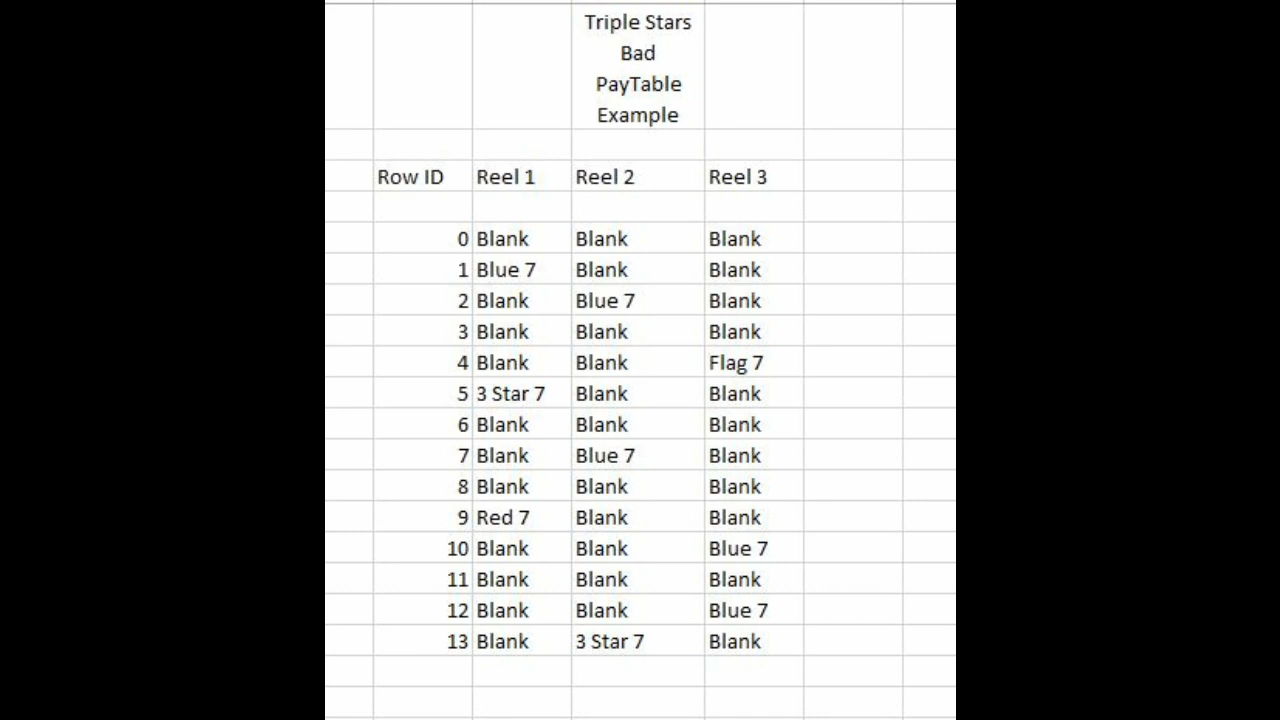 Triple Stars
Bad
PayTable
Example
Row ID Reel 1 Reel 2 Reel 3
0 Blank Blank Blank
1 Blue 7 Blank Blank
2 Blank Blue 7 Blank
3 Blank Blank Blank
4 Blank Blank Flag 7
5 3 Star 7 Blank Blank
6 Blank Blank Blank
7 Blank Blue 7 Blank
8 Blank Blank Blank
9 Red 7 Blank Blank
10 Blank Blank Blue 7
11 Blank Blank Blank
12 Blank Blank Blue 7
13 Blank 3 Star 7 Blank